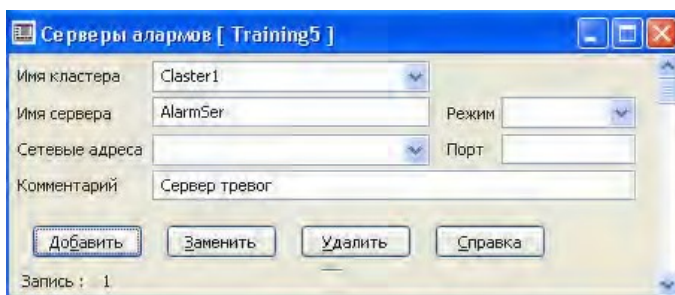 Серверы алармов [ Training5 ]
Имя кластера Claster1
Имя сервера AlarmSer Режим
Сетевые адреса Порт
Комментарий Сервер тревог
Добавить Заменить Удалить Справка
Запись : 1